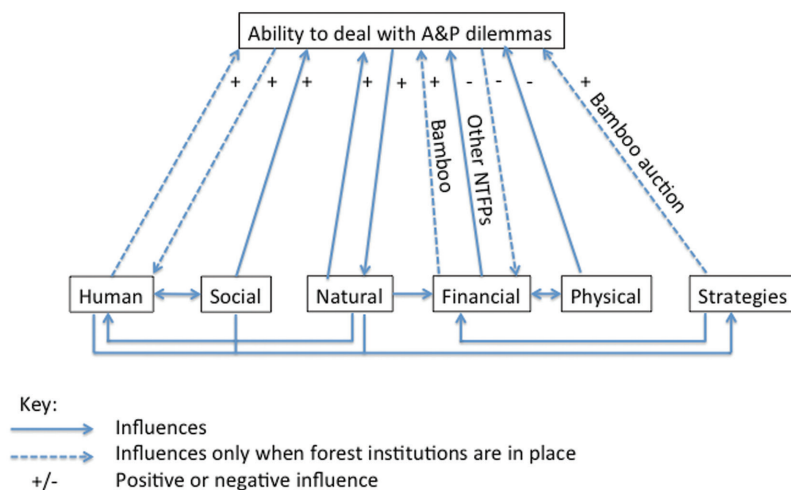 Ability to deal with A&P dilemmas
+ + + + + + - - - +
Bamboo
Other NTFPs
Bamboo auction
Human Social Natural Financial Physical Strategies
Key:
Influences
Influences only when forest institutions are in place
+/- Positive or negative influence